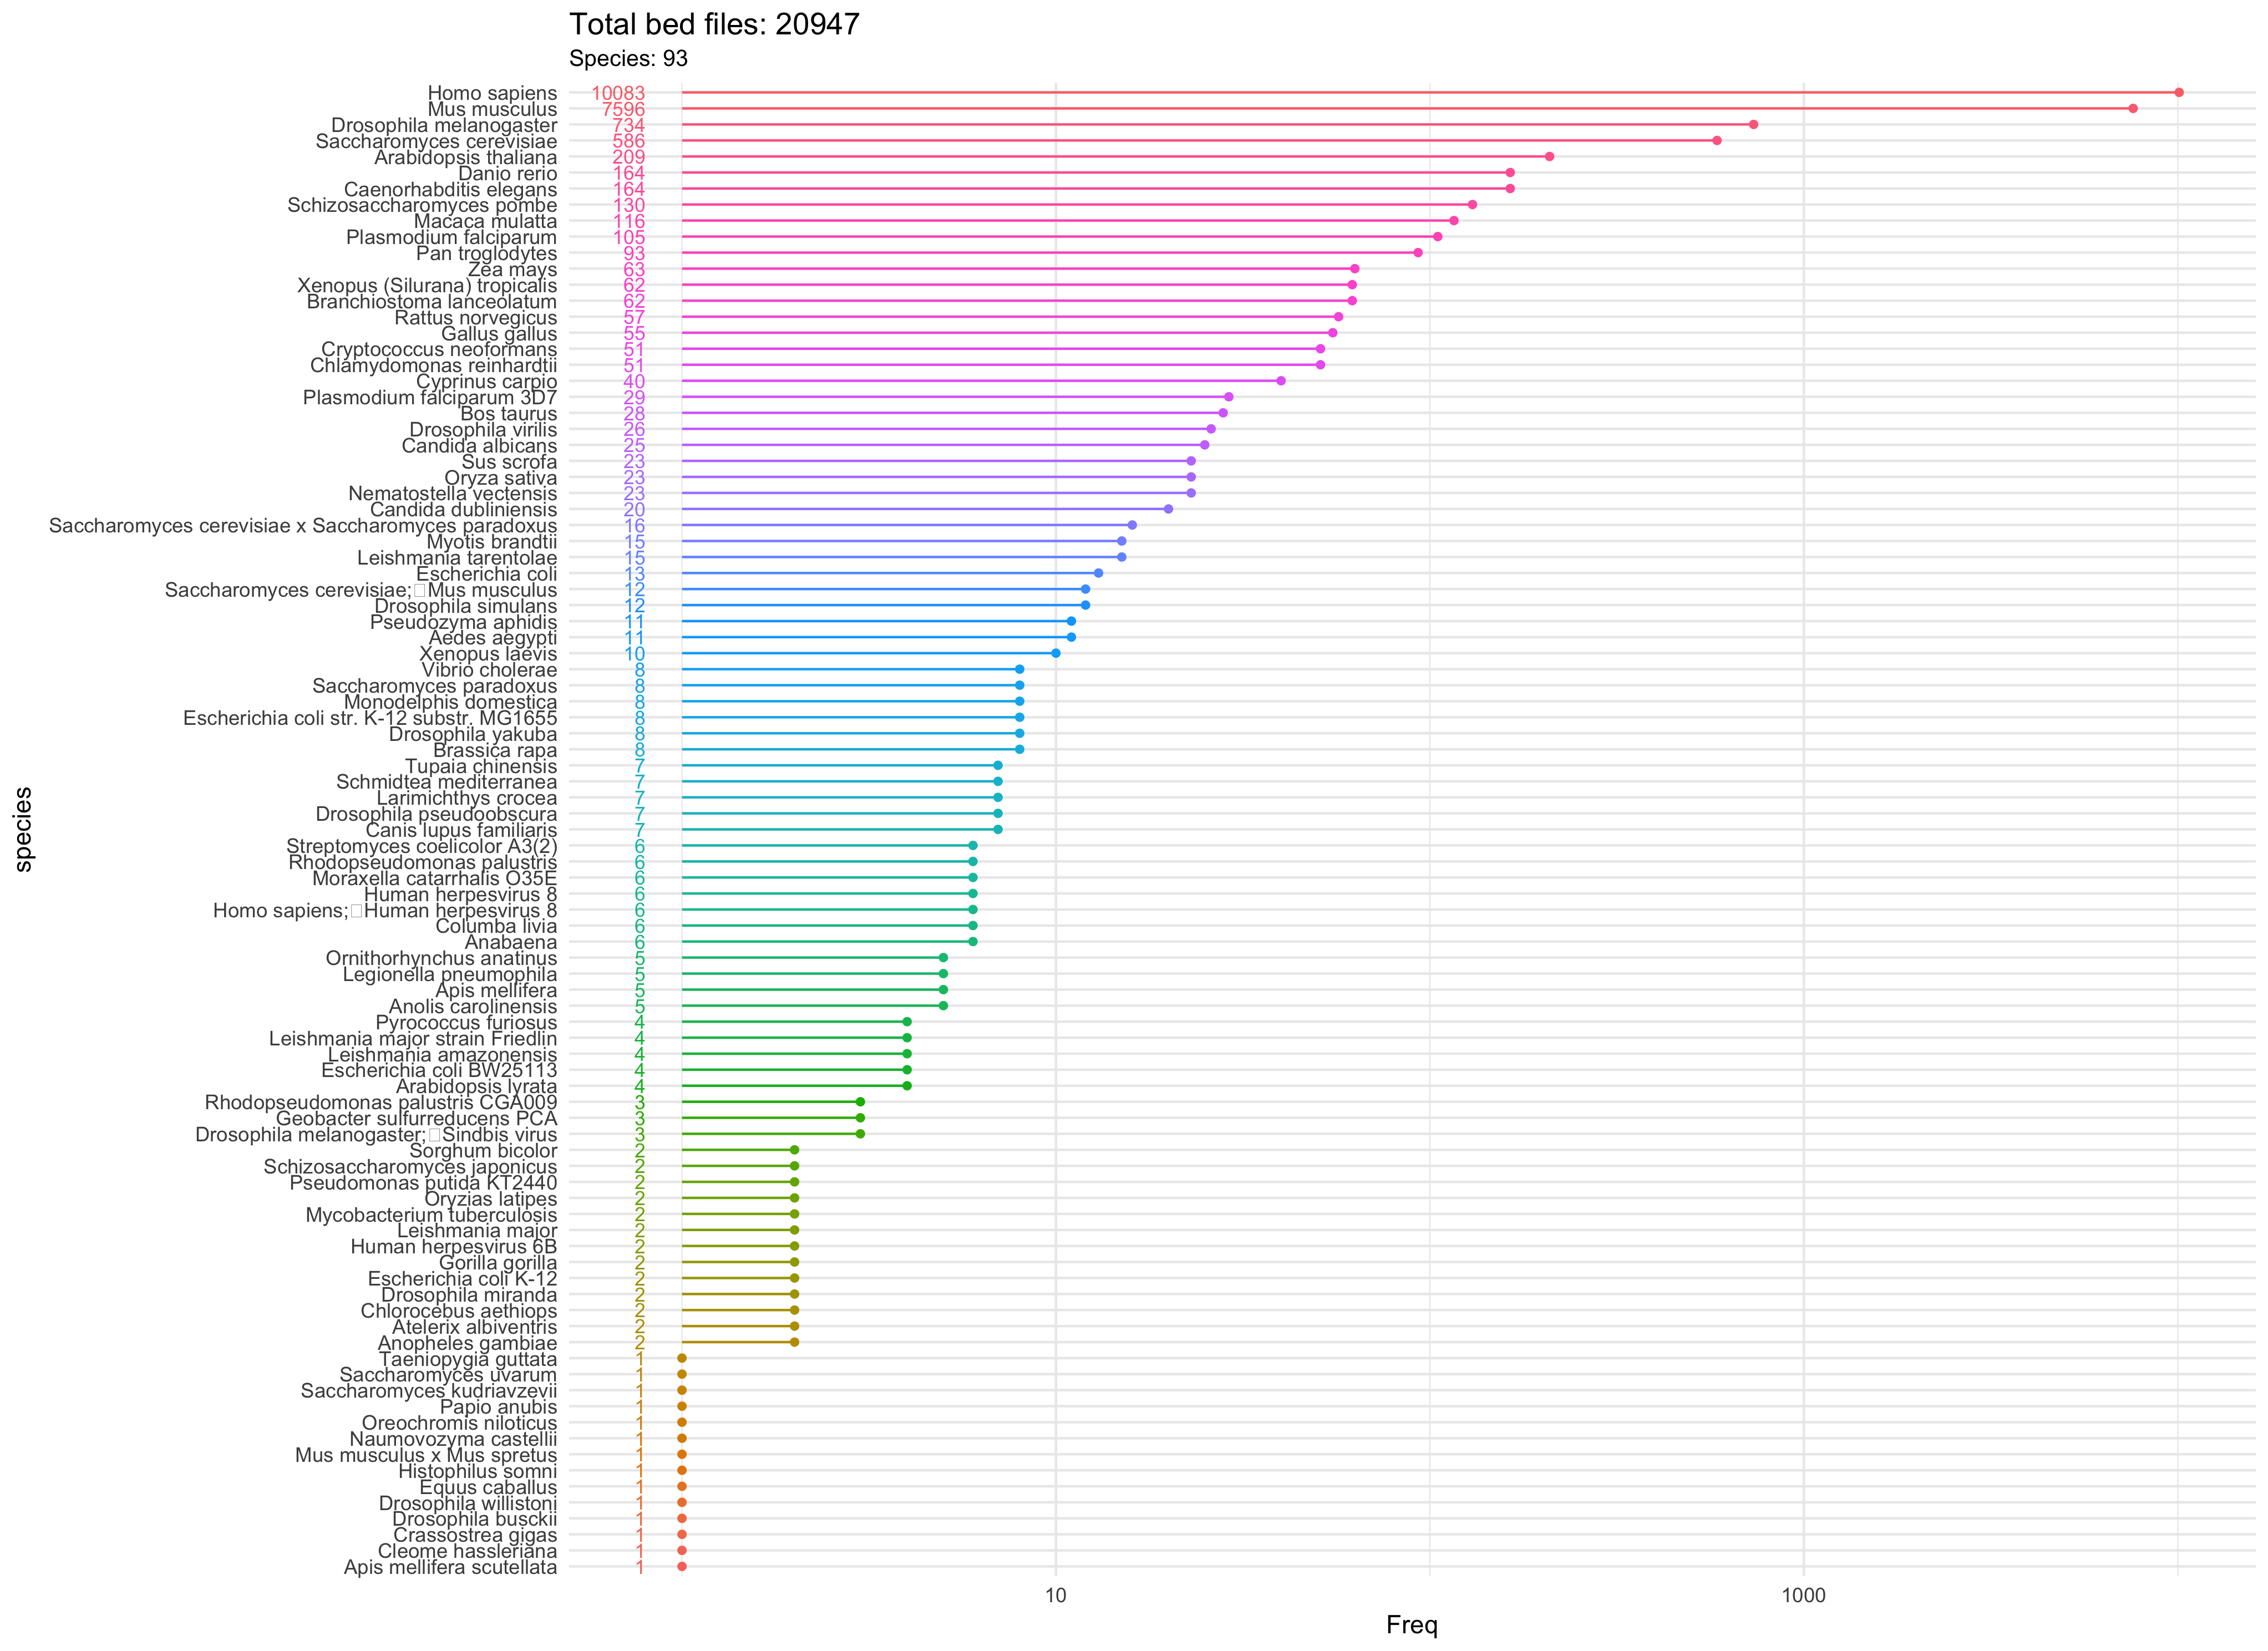 Total bed files: 20947
Species: 93
Homo sapiens 10083
Mus musculus 7596
Drosophila melanogaster 734
Saccharomyces cerevisiae 586
Arabidopsis thaliana 209
Danio rerio 164
Caenorhabditis elegans 164
Schizosaccharomyces pombe 130
Macaca mulatta 116
Plasmodium falciparum 105
Pan troglodytes 93
Zea mays 63
Xenopus (Silurana) tropicalis 62
Branchiostoma lanceolatum 62
Rattus norvegicus 57
Gallus gallus 55
Cryptococcus neoformans 51
Chlamydomonas reinhardtii 51
Cyprinus carpio 40
Plasmodium falciparum 3D7 29
Bos taurus 28
Drosophila virilis 26
Candida albicans 25
Sus scrofa 23
Oryza sativa 23
Nematostella vectensis 23
Candida dubliniensis 20
Saccharomyces cerevisiae x Saccharomyces paradoxus 16
Myotis brandtii 15
Leishmania tarentolae 15
Escherichia coli 13
Saccharomyces cerevisiae;□Mus musculus 12
Drosophila simulans 12
Pseudozyma aphidis 11
Aedes aegypti 11
Xenopus laevis 10
Vibrio cholerae 8
Saccharomyces paradoxus 8
Monodelphis domestica 8
Escherichia coli str. K-12 substr. MG1655 8
Drosophila yakuba 8
Brassica rapa 8
Tupaia chinensis 7
Schmidtea mediterranea 7
Larimichthys crocea 7
Drosophila pseudoobscura 7
Canis lupus familiaris 7
Streptomyces coelicolor A3(2) 6
Rhodopseudomonas palustris 6
Moraxella catarrhalis O35E 6
Human herpesvirus 8 6
Homo sapiens;□Human herpesvirus 8 6
Columba livia 6
Anabaena 6
Ornithorhynchus anatinus 5
Legionella pneumophila 5
Apis mellifera 5
Anolis carolinensis 5
Pyrococcus furiosus 4
Leishmania major strain Friedlin 4
Leishmania amazonensis 4
Escherichia coli BW25113 4
Arabidopsis lyrata 4
Rhodopseudomonas palustris CGA009 3
Geobacter sulfurreducens PCA 3
Drosophila melanogaster;□Sindbis virus 3
Sorghum bicolor 2
Schizosaccharomyces japonicus 2
Pseudomonas putida KT2440 2
Oryzias latipes 2
Mycobacterium tuberculosis 2
Leishmania major 2
Human herpesvirus 6B 2
Gorilla gorilla 2
Escherichia coli K-12 2
Drosophila miranda 2
Chlorocebus aethiops 2
Atelerix albiventris 2
Anopheles gambiae 2
Taeniopygia guttata 1
Saccharomyces uvarum 1
Saccharomyces kudriavzevii 1
Papio anubis 1
Oreochromis niloticus 1
Naumovozyma castellii 1
Mus musculus x Mus spretus 1
Histophilus somni 1
Equus caballus 1
Drosophila willistoni 1
Drosophila busckii 1
Crassostrea gigas 1
Cleome hassleriana 1
Apis mellifera scutellata 1
species
10 1000
Freq